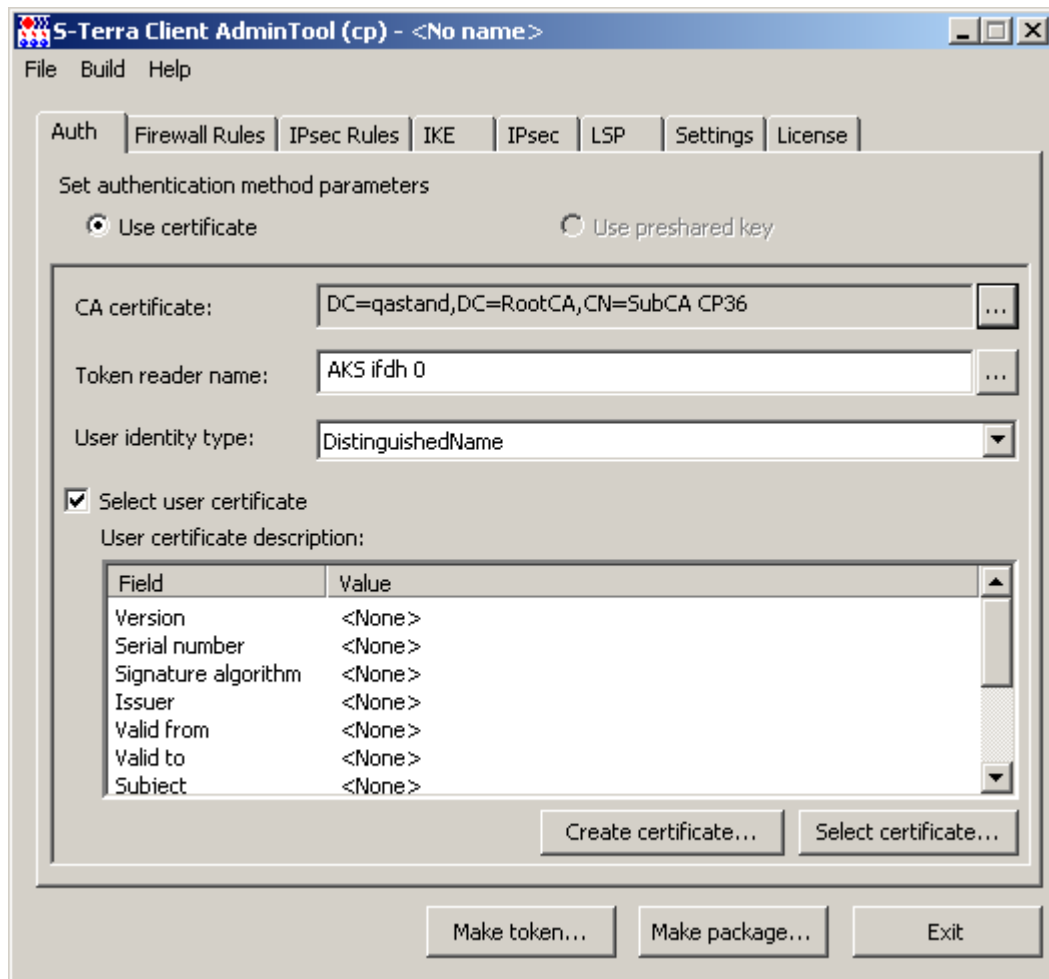 S-Terra Client AdminTool (cp) - <No name>
File Build Help
Auth Firewall Rules IPsec Rules IKE IPsec LSP Settings License
Set authentication method parameters
Use certificate Use preshared key
CA certificate: DC=qastand,DC=RootCA,CN=SubCA CP36 ...
Token reader name: AKS ifdh 0 ...
User identity type: DistinguishedName
Select user certificate
User certificate description:
Field Value
Version <None>
Serial number <None>
Signature algorithm <None>
Issuer <None>
Valid from <None>
Valid to <None>
Subject <None>
Create certificate... Select certificate...
Make token... Make package... Exit